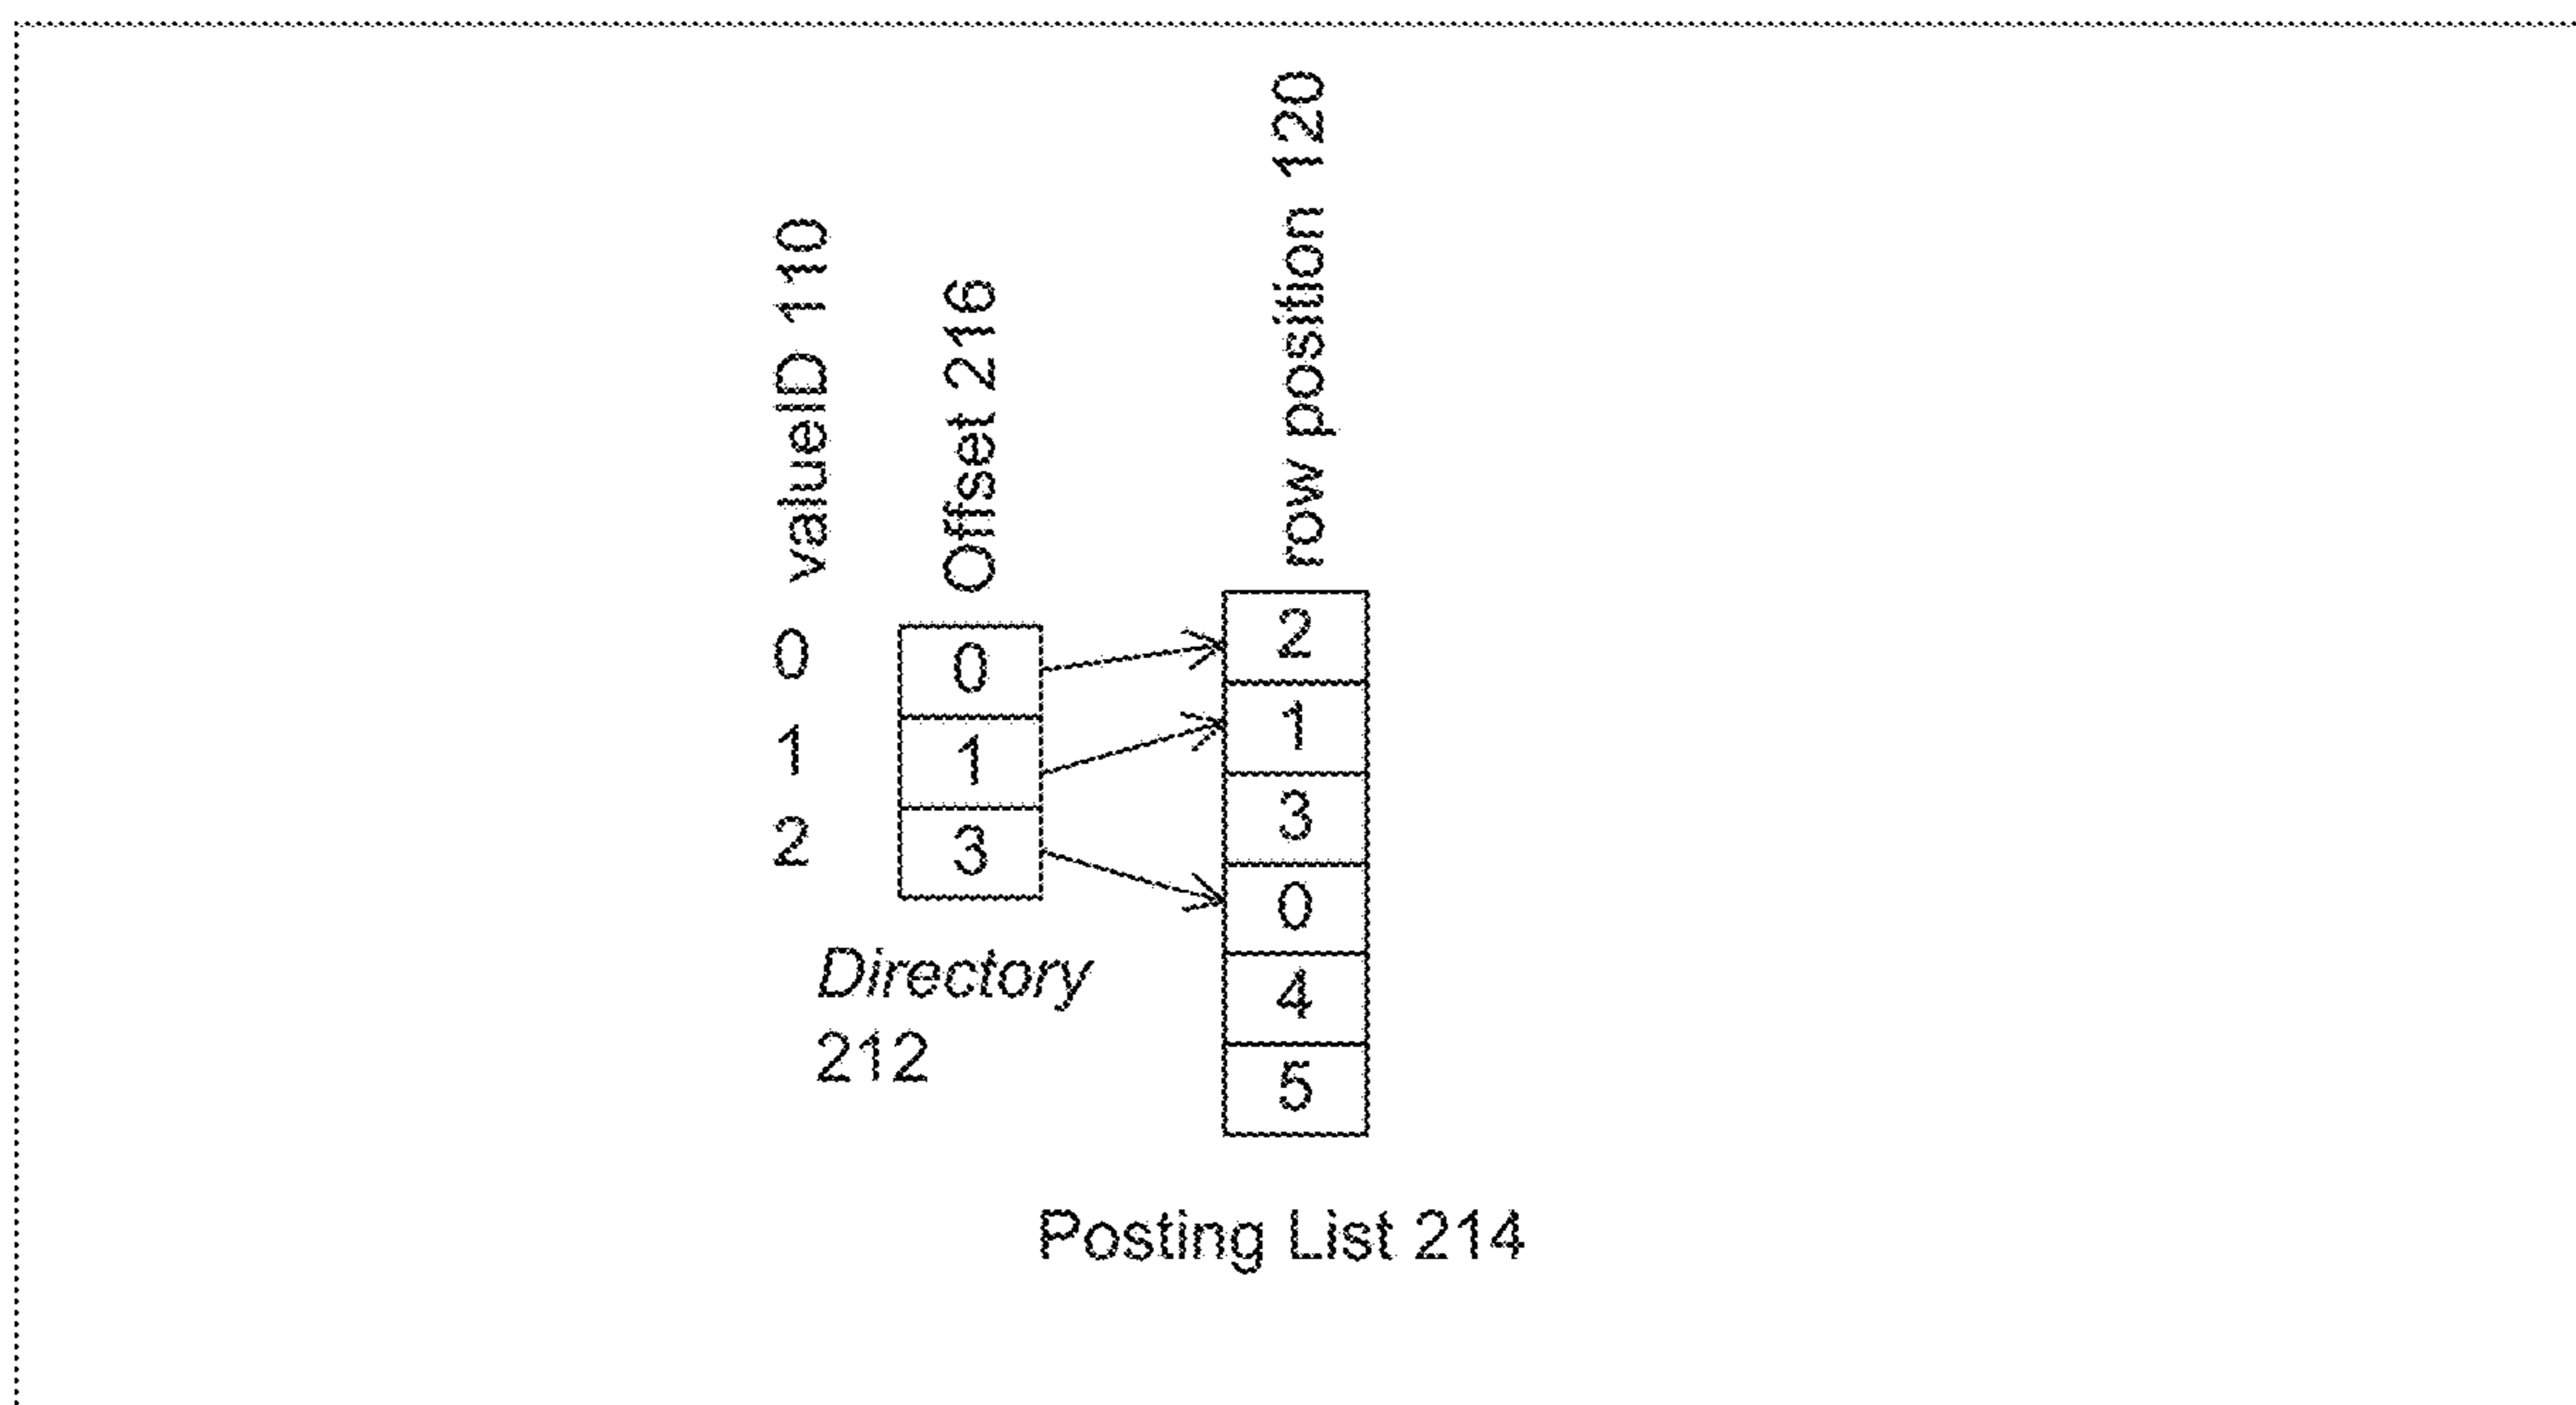 valueID 110
Offset 216
row position 120
0
1
2
0
1
3
2
1
3
0
4
5
Directory
212
Posting List 214